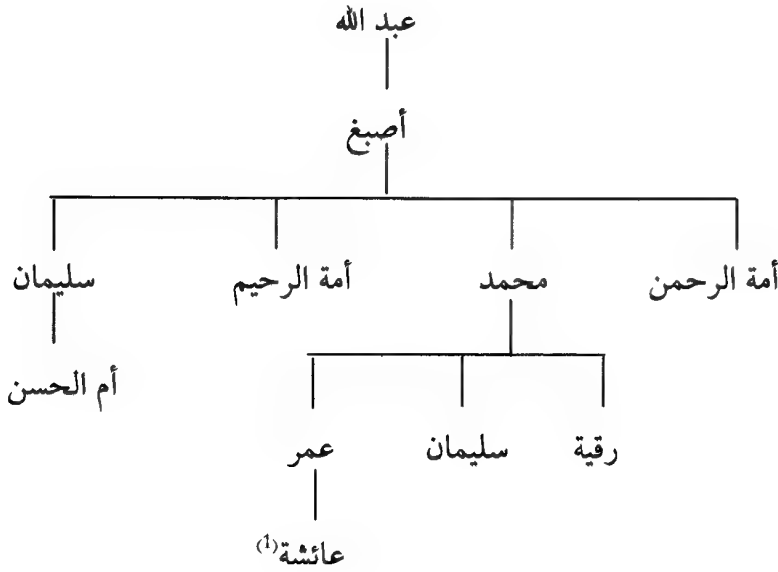 عبد الله
أصبغ
أمة الرحمن محمد أمة الرحيم سليمان
أم الحسن
رقية سليمان عمر
عائشة(1)